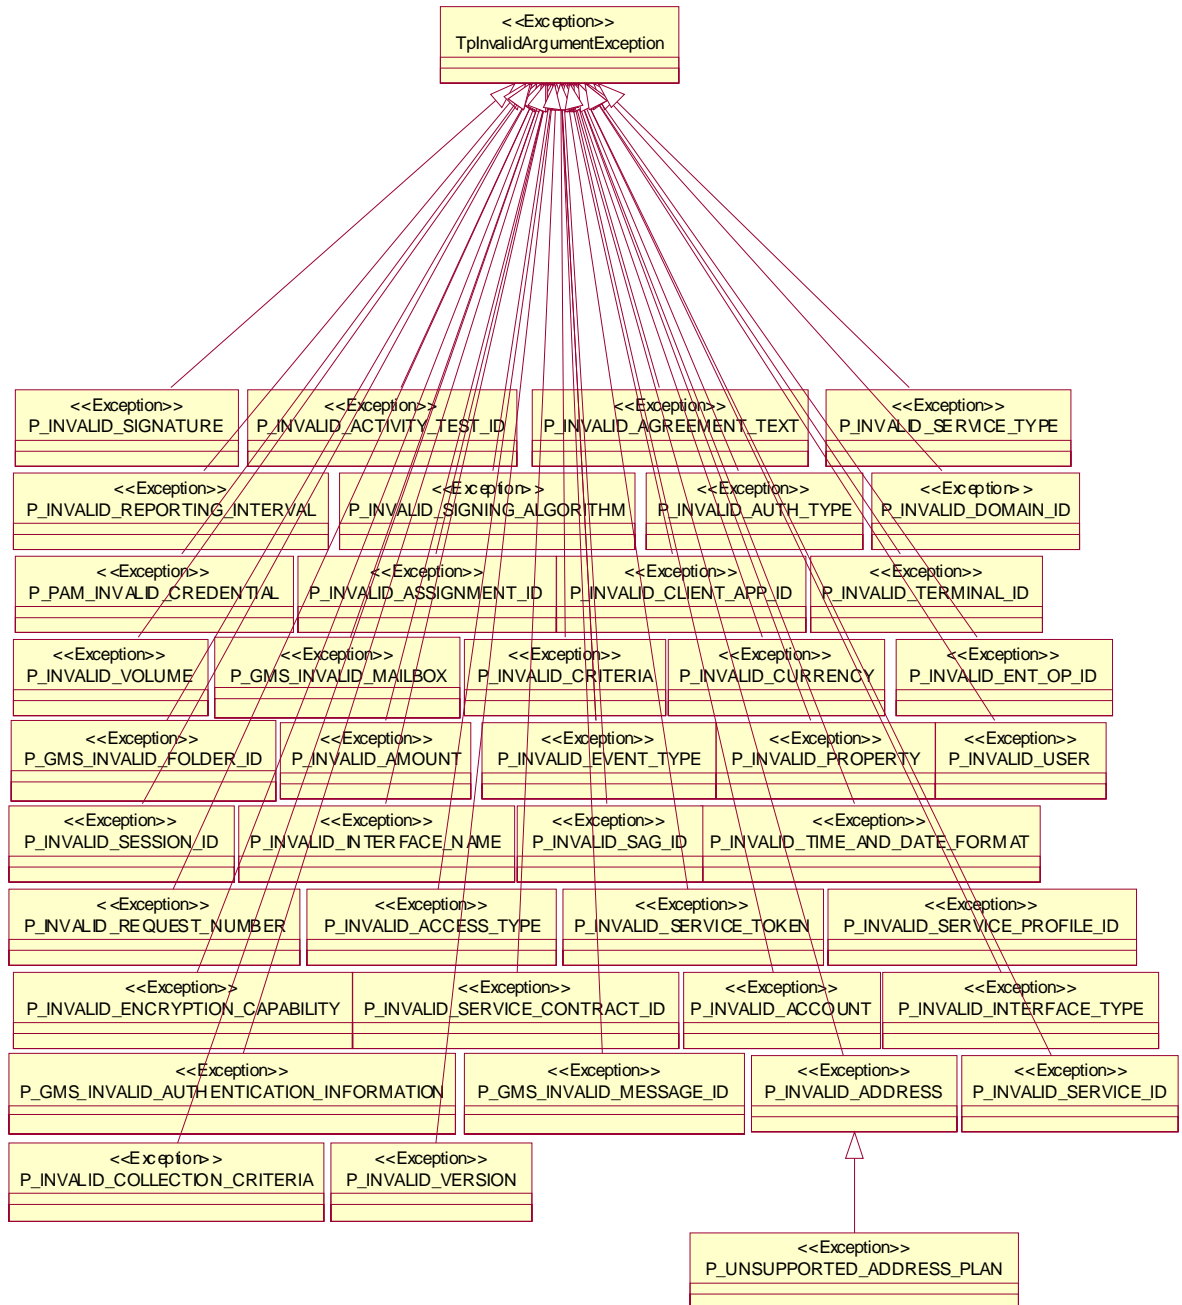 <<Exception>>
TpInvalidArgumentException
<<Exception>>
P_INVALID_SIGNATURE
<<Exception>>
P_INVALID_ACTIVITY_TEST_ID
<<Exception>>
P_INVALID_AGREEMENT_TEXT
<<Exception>>
P_INVALID_SERVICE_TYPE
<<Exception>>
P_INVALID_REPORTING_INTERVAL
<<Exception>>
P_INVALID_SIGNING_ALGORITHM
<<Exception>>
P_INVALID_AUTH_TYPE
<<Exception>>
P_INVALID_DOMAIN_ID
<<Exception>>
P_PAM_INVALID_CREDENTIAL
<<Exception>>
P_INVALID_ASSIGNMENT_ID
<<Exception>>
P_INVALID_CLIENT_APP_ID
<<Exception>>
P_INVALID_TERMINAL_ID
<<Exception>>
P_INVALID_VOLUME
<<Exception>>
P_GMS_INVALID_MAILBOX
<<Exception>>
P_INVALID_CRITERIA
<<Exception>>
P_INVALID_CURRENCY
<<Exception>>
P_INVALID_ENT_OP_ID
<<Exception>>
P_GMS_INVALID_FOLDER_ID
<<Exception>>
P_INVALID_AMOUNT
<<Exception>>
P_INVALID_EVENT_TYPE
<<Exception>>
P_INVALID_PROPERTY
<<Exception>>
P_INVALID_USER
<<Exception>>
P_INVALID_SESSION_ID
<<Exception>>
P_INVALID_INTERFACE_NAME
<<Exception>>
P_INVALID_SAG_ID
<<Exception>>
P_INVALID_TIME_AND_DATE_FORMAT
<<Exception>>
P_INVALID_REQUEST_NUMBER
<<Exception>>
P_INVALID_ACCESS_TYPE
<<Exception>>
P_INVALID_SERVICE_TOKEN
<<Exception>>
P_INVALID_SERVICE_PROFILE_ID
<<Exception>>
P_INVALID_ENCRYPTION_CAPABILITY
<<Exception>>
P_INVALID_SERVICE_CONTRACT_ID
<<Exception>>
P_INVALID_ACCOUNT
<<Exception>>
P_INVALID_INTERFACE_TYPE
<<Exception>>
P_GMS_INVALID_AUTHENTICATION_INFORMATION
<<Exception>>
P_GMS_INVALID_MESSAGE_ID
<<Exception>>
P_INVALID_ADDRESS
<<Exception>>
P_INVALID_SERVICE_ID
<<Exception>>
P_INVALID_COLLECTION_CRITERIA
<<Exception>>
P_INVALID_VERSION
<<Exception>>
P_UNSUPPORTED_ADDRESS_PLAN